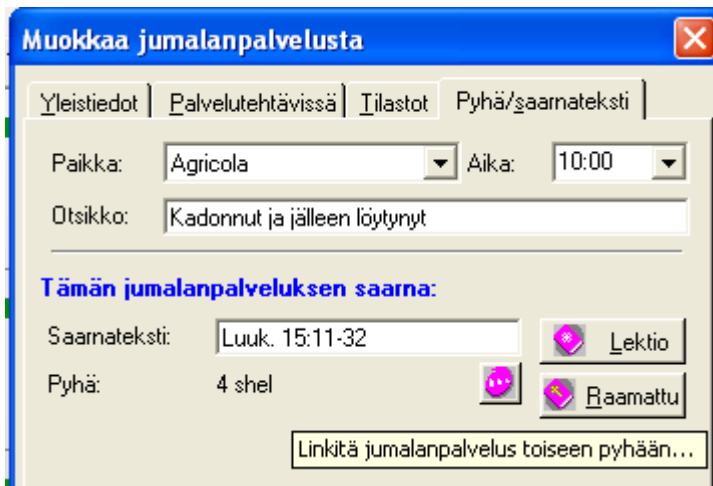 Muokkaa jumalanpalvelusta
Yleistiedot Palvelutehtävissä Tilastot Pyhä/saarnateksti
Paikka: Agricola Aika: 10:00
Otsikko: Kadonnut ja jälleen löytynyt
Tämän jumalanpalveluksen saarna:
Saarnateksti: Luuk. 15:11-32 Lektio
Pyhä: 4 shel Raamattu
Linkitä jumalanpalvelus toiseen pyhään...